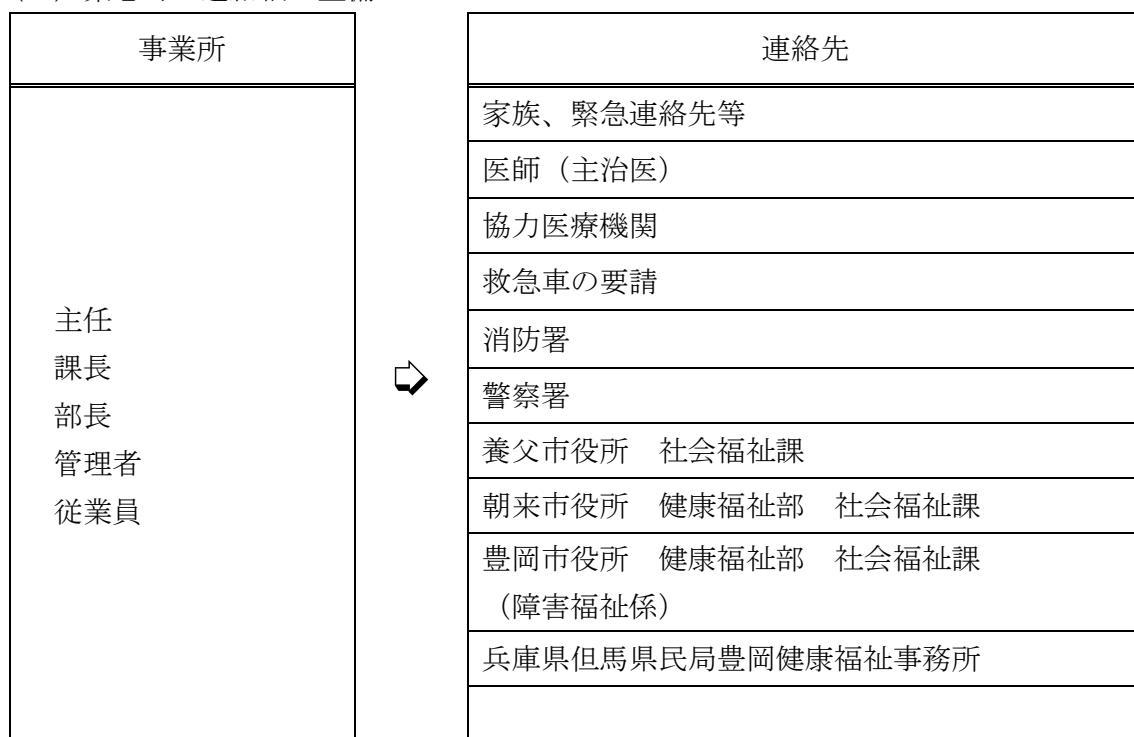 事業所
連絡先
主任
課長
部長
管理者
従業員
家族、緊急連絡先等
医師（主治医）
協力医療機関
救急車の要請
消防署
警察署
養父市役所　社会福祉課
朝来市役所　健康福祉部　社会福祉課
豊岡市役所　健康福祉部　社会福祉課
（障害福祉係）
兵庫県但馬県民局豊岡健康福祉事務所